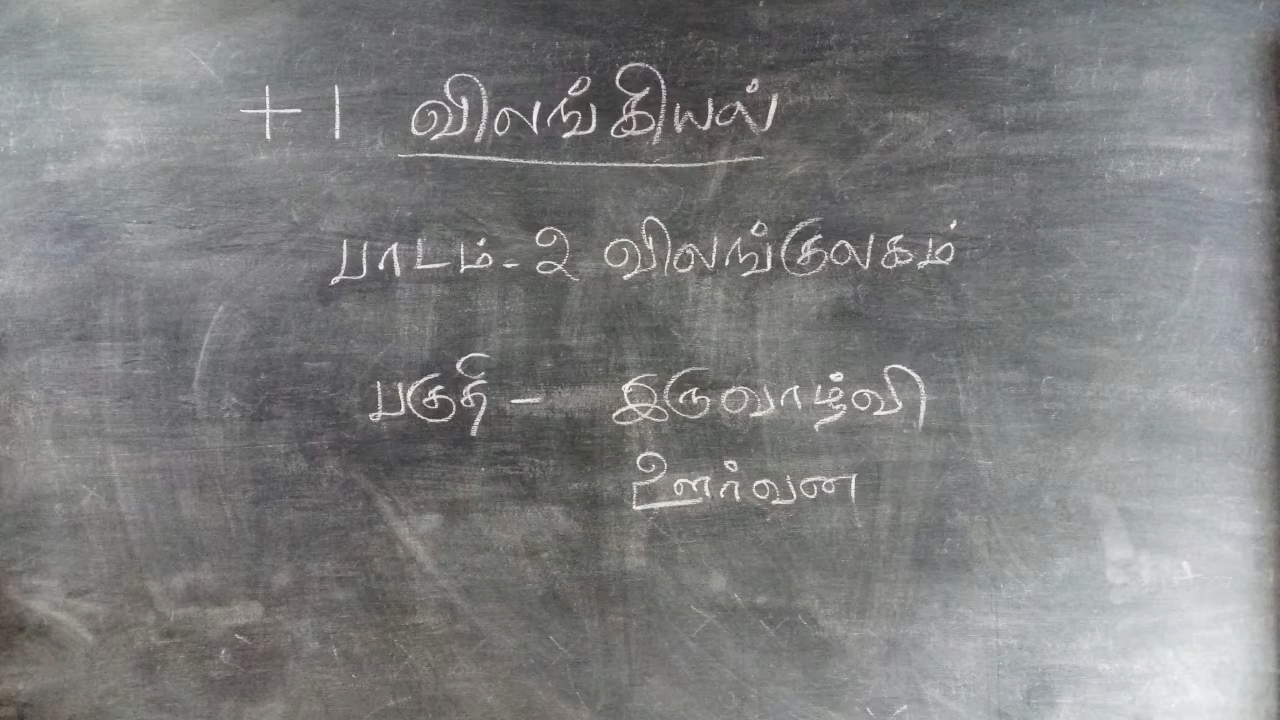 +1 விலங்கியல்
பாடம்-2 விலங்குலகம்
பகுதி - இருவாழ்வி
ஊர்வன